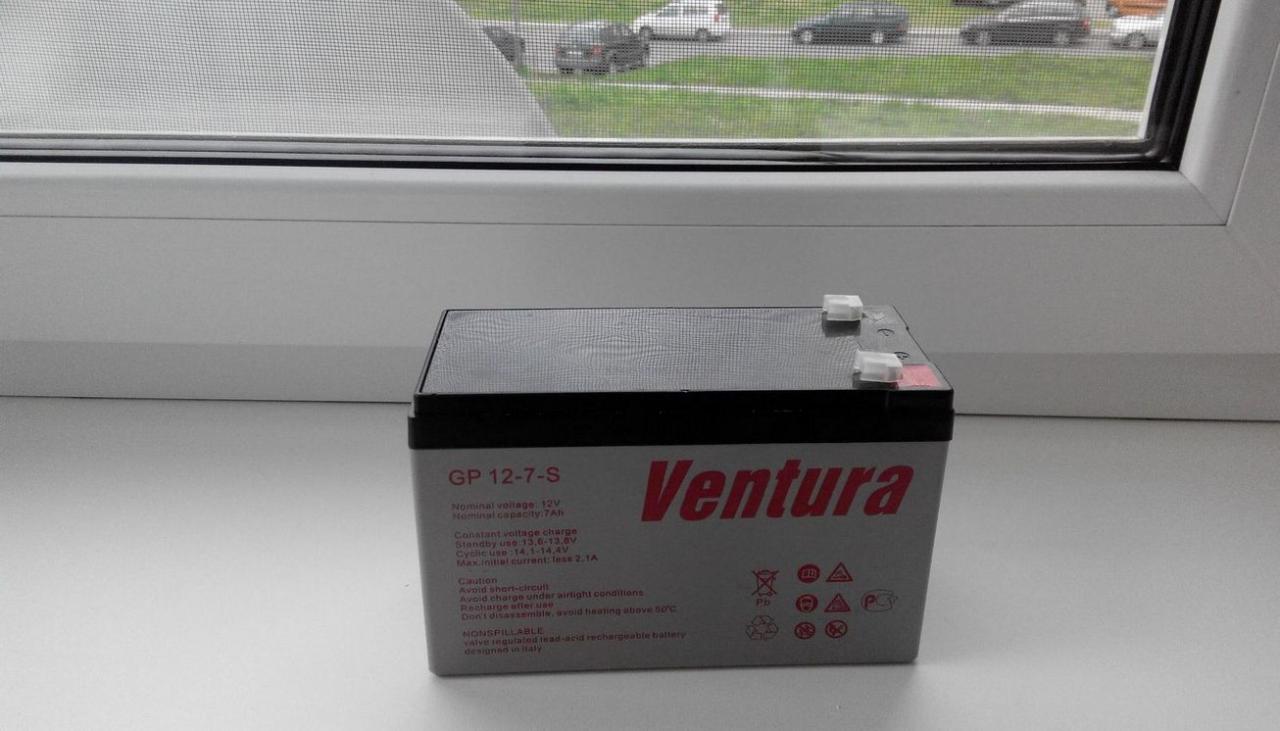 GP 12-7-S
Ventura
Nominal voltage: 12V
Nominal capacity:7Ah
Constant voltage charge
Standby use:13,6-13,8V
Cyclic use :14,1-14,4V
Max.initial current: less 2,1A
Caution
Avoid short-circuit
Avoid charge under airtight conditions
Recharge after use
Don't disassemble, avoid heating above 50°C
NONSPILLABLE
valve regulated lead-acid rechargeable battery
designed in Italy
Pb